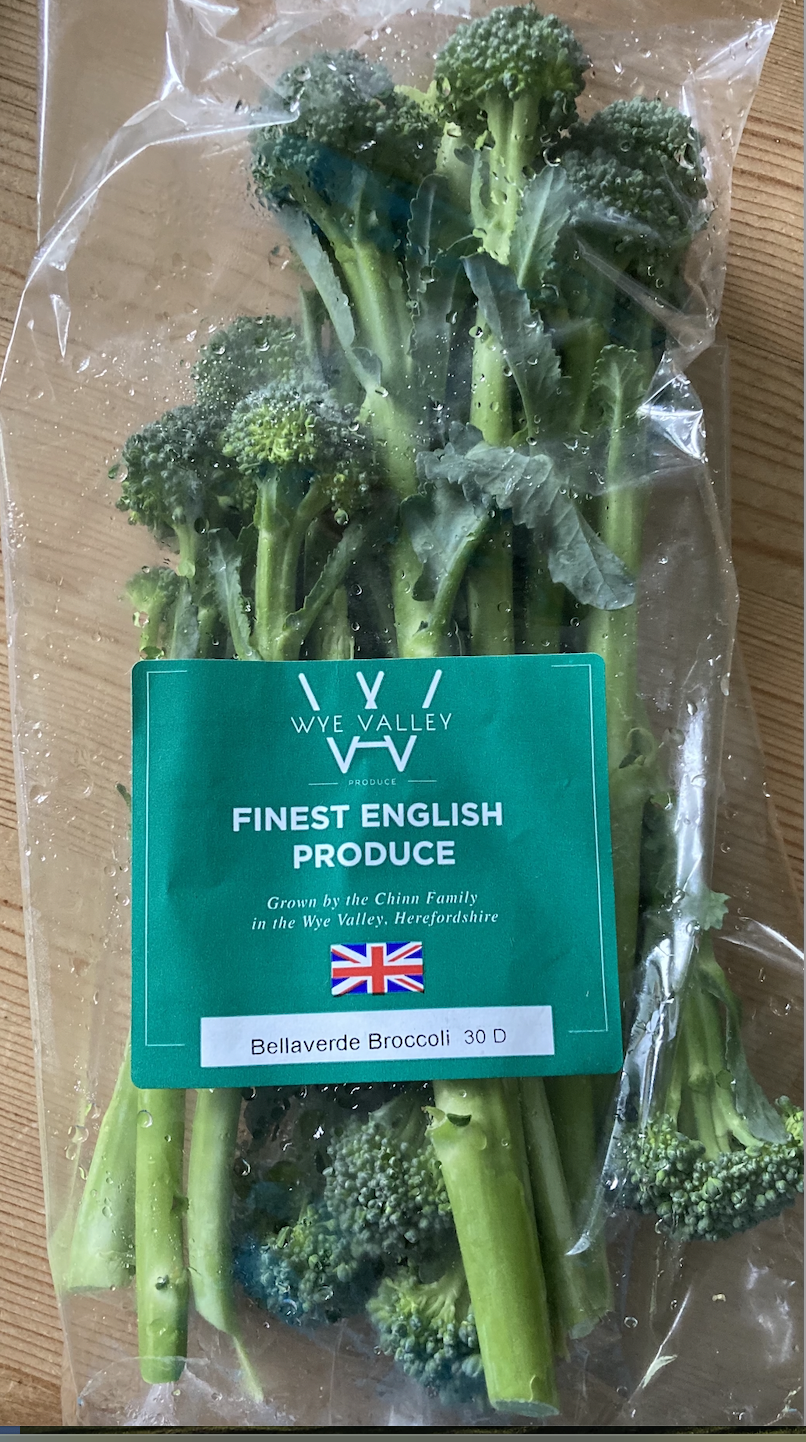 WYE VALLEY
PRODUCE
FINEST ENGLISH
PRODUCE
Grown by the Chinn Family
in the Wye Valley, Herefordshire
Bellaverde Broccoli 30 D